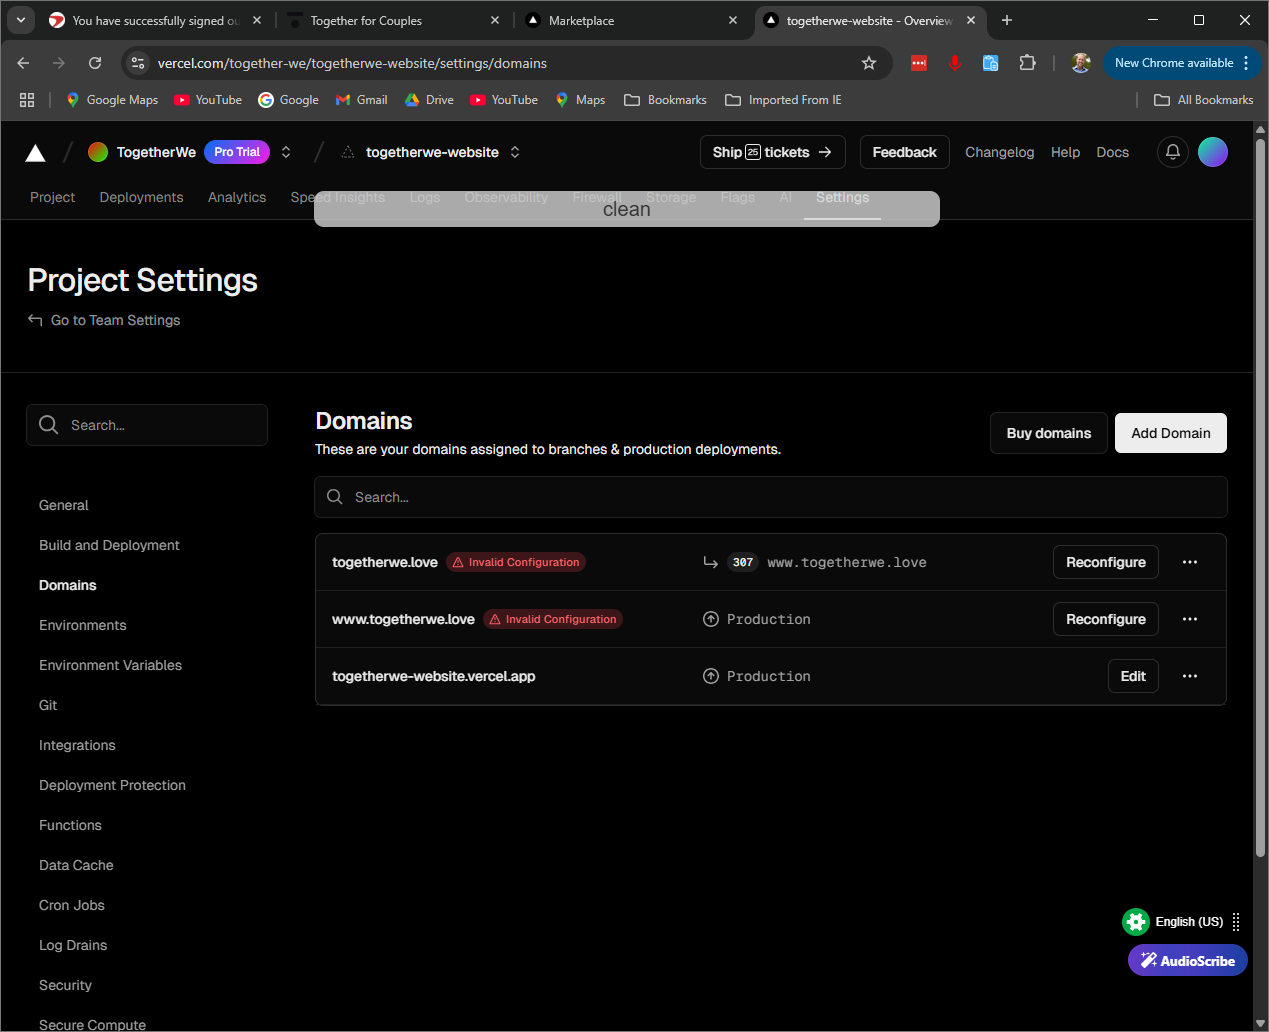 You have successfully signed ou
Together for Couples
Marketplace
togetherwe-website - Overview
vercel.com/together-we/togetherwe-website/settings/domains
New Chrome available
Google Maps
YouTube
Google
Gmail
Drive
YouTube
Maps
Bookmarks
Imported From IE
All Bookmarks
TogetherWe
Pro Trial
togetherwe-website
Ship 25 tickets
Feedback
Changelog
Help
Docs
Project
Deployments
Analytics
Speed Insights
Logs
Observability
Firewall
Storage
Flags
AI
Settings
clean
Project Settings
Go to Team Settings
Search...
General
Build and Deployment
Domains
Environments
Environment Variables
Git
Integrations
Deployment Protection
Functions
Data Cache
Cron Jobs
Log Drains
Security
Secure Compute
Domains
These are your domains assigned to branches & production deployments.
Buy domains
Add Domain
Search...
togetherwe.love Invalid Configuration 307 www.togetherwe.love Reconfigure
www.togetherwe.love Invalid Configuration Production Reconfigure
togetherwe-website.vercel.app Production Edit
English (US)
AudioScribe